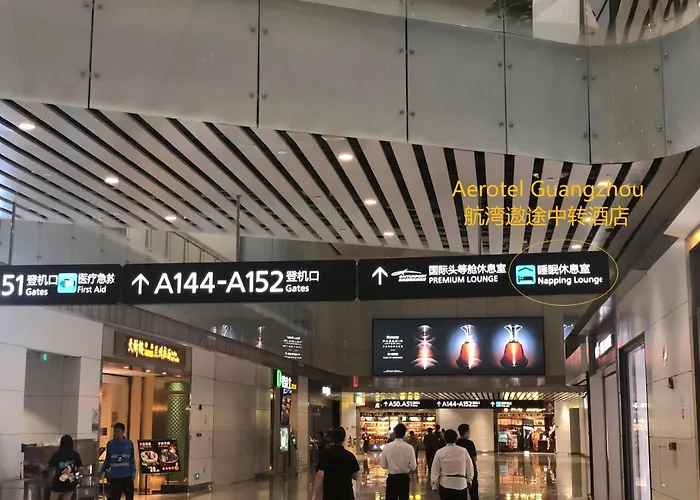 Aerotel Guangzhou
航湾遨途中转酒店
51 登机口 Gates
医疗急救 First Aid
A144-A152 登机口 Gates
国际头等舱休息室
PREMIUM LOUNGE
睡眠休息室
Napping Lounge
A50.A51
A144-A152